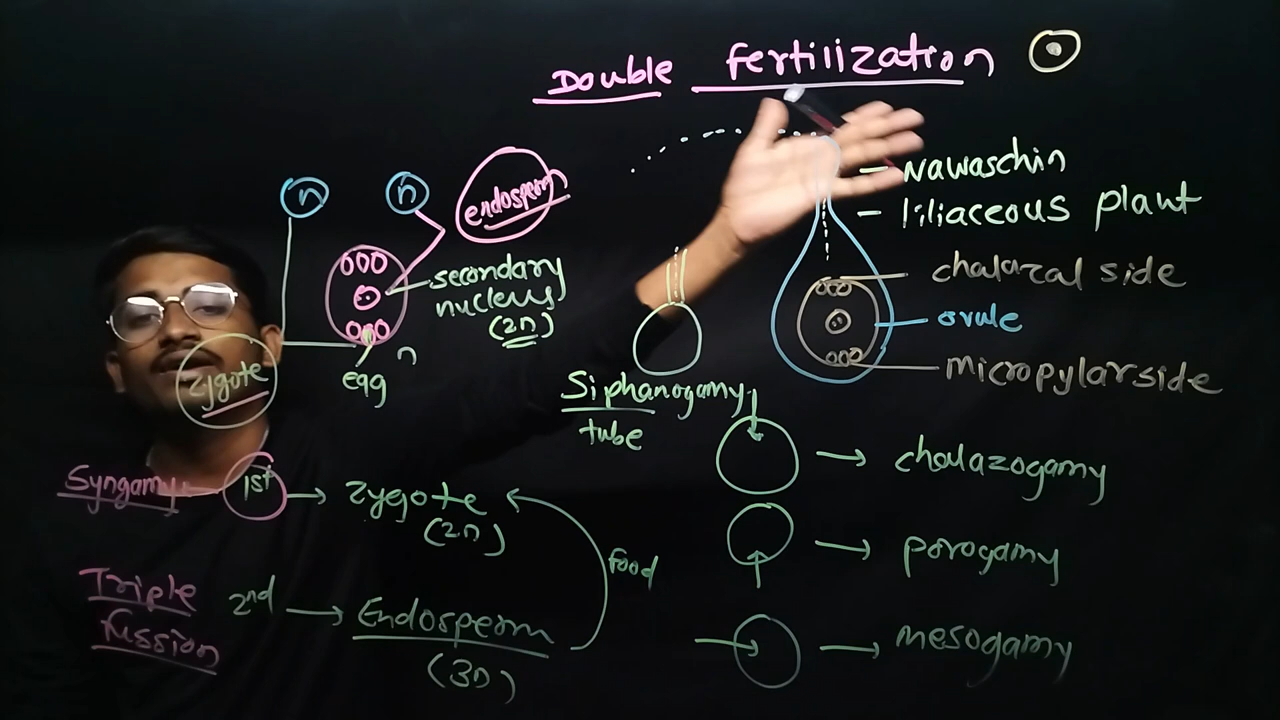 Double fertilization
- Nawaschin
- liliaceous plant
chalazal side
ovule
micropylar side
n
n
endosperm
secondary
nucleus
(2n)
n
egg
zygote
Siphanogamy
tube
chalazogamy
porogamy
mesogamy
Syngamy
1st
zygote
(2n)
food
Triple
fussion
2nd
Endosperm
(3n)